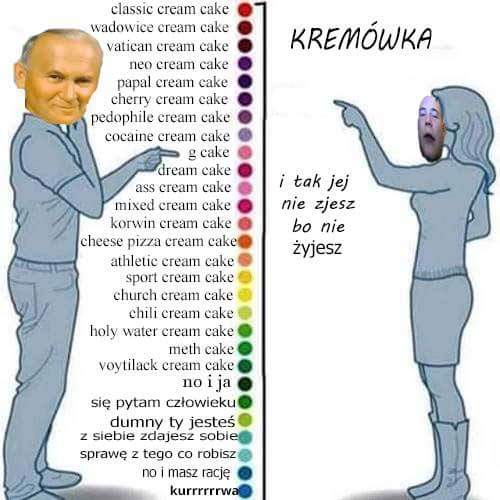 classic cream cake
wadowice cream cake
vatican cream cake
neo cream cake
papal cream cake
cherry cream cake
pedophile cream cake
cocaine cream cake
g cake
dream cake
ass cream cake
mixed cream cake
korwin cream cake
cheese pizza cream cake
athletic cream cake
sport cream cake
church cream cake
chili cream cake
holy water cream cake
meth cake
voytilack cream cake
no i ja
się pytam człowieku
dumny ty jesteś
z siebie zdajesz sobie
sprawę z tego co robisz
no i masz rację
kurrrrrrwa
KREMÓWKA
i tak jej
nie zjesz
bo nie
żyjesz